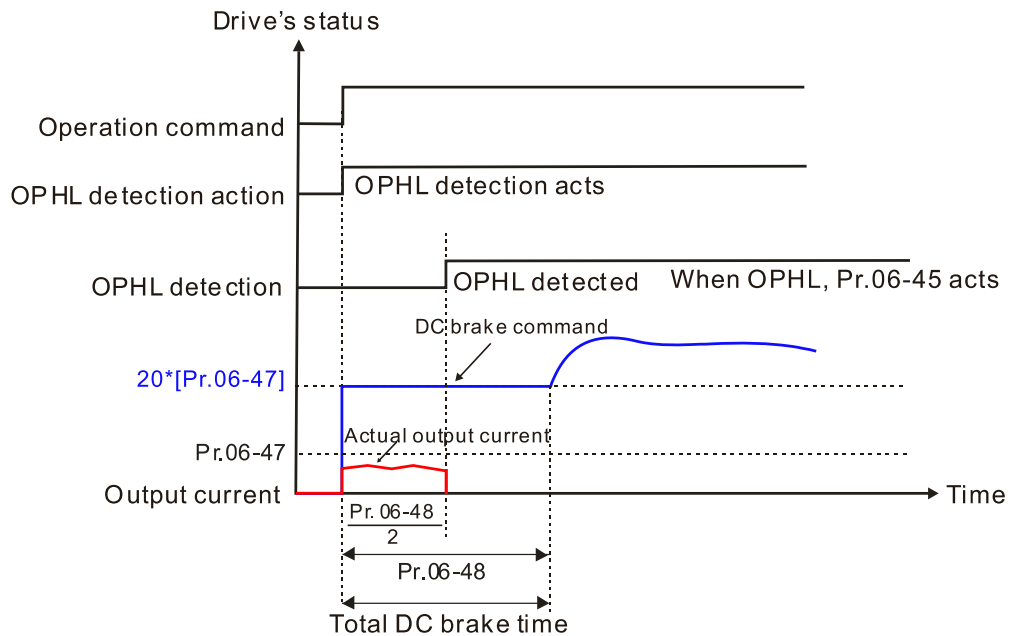 Drive's status
Operation command
OPHL detection action
OPHL detection acts
OPHL detection
OPHL detected
When OPHL, Pr.06-45 acts
DC brake command
20*[Pr.06-47]
Actual output current
Pr.06-47
Output current
Time
Pr. 06-48
2
Pr.06-48
Total DC brake time